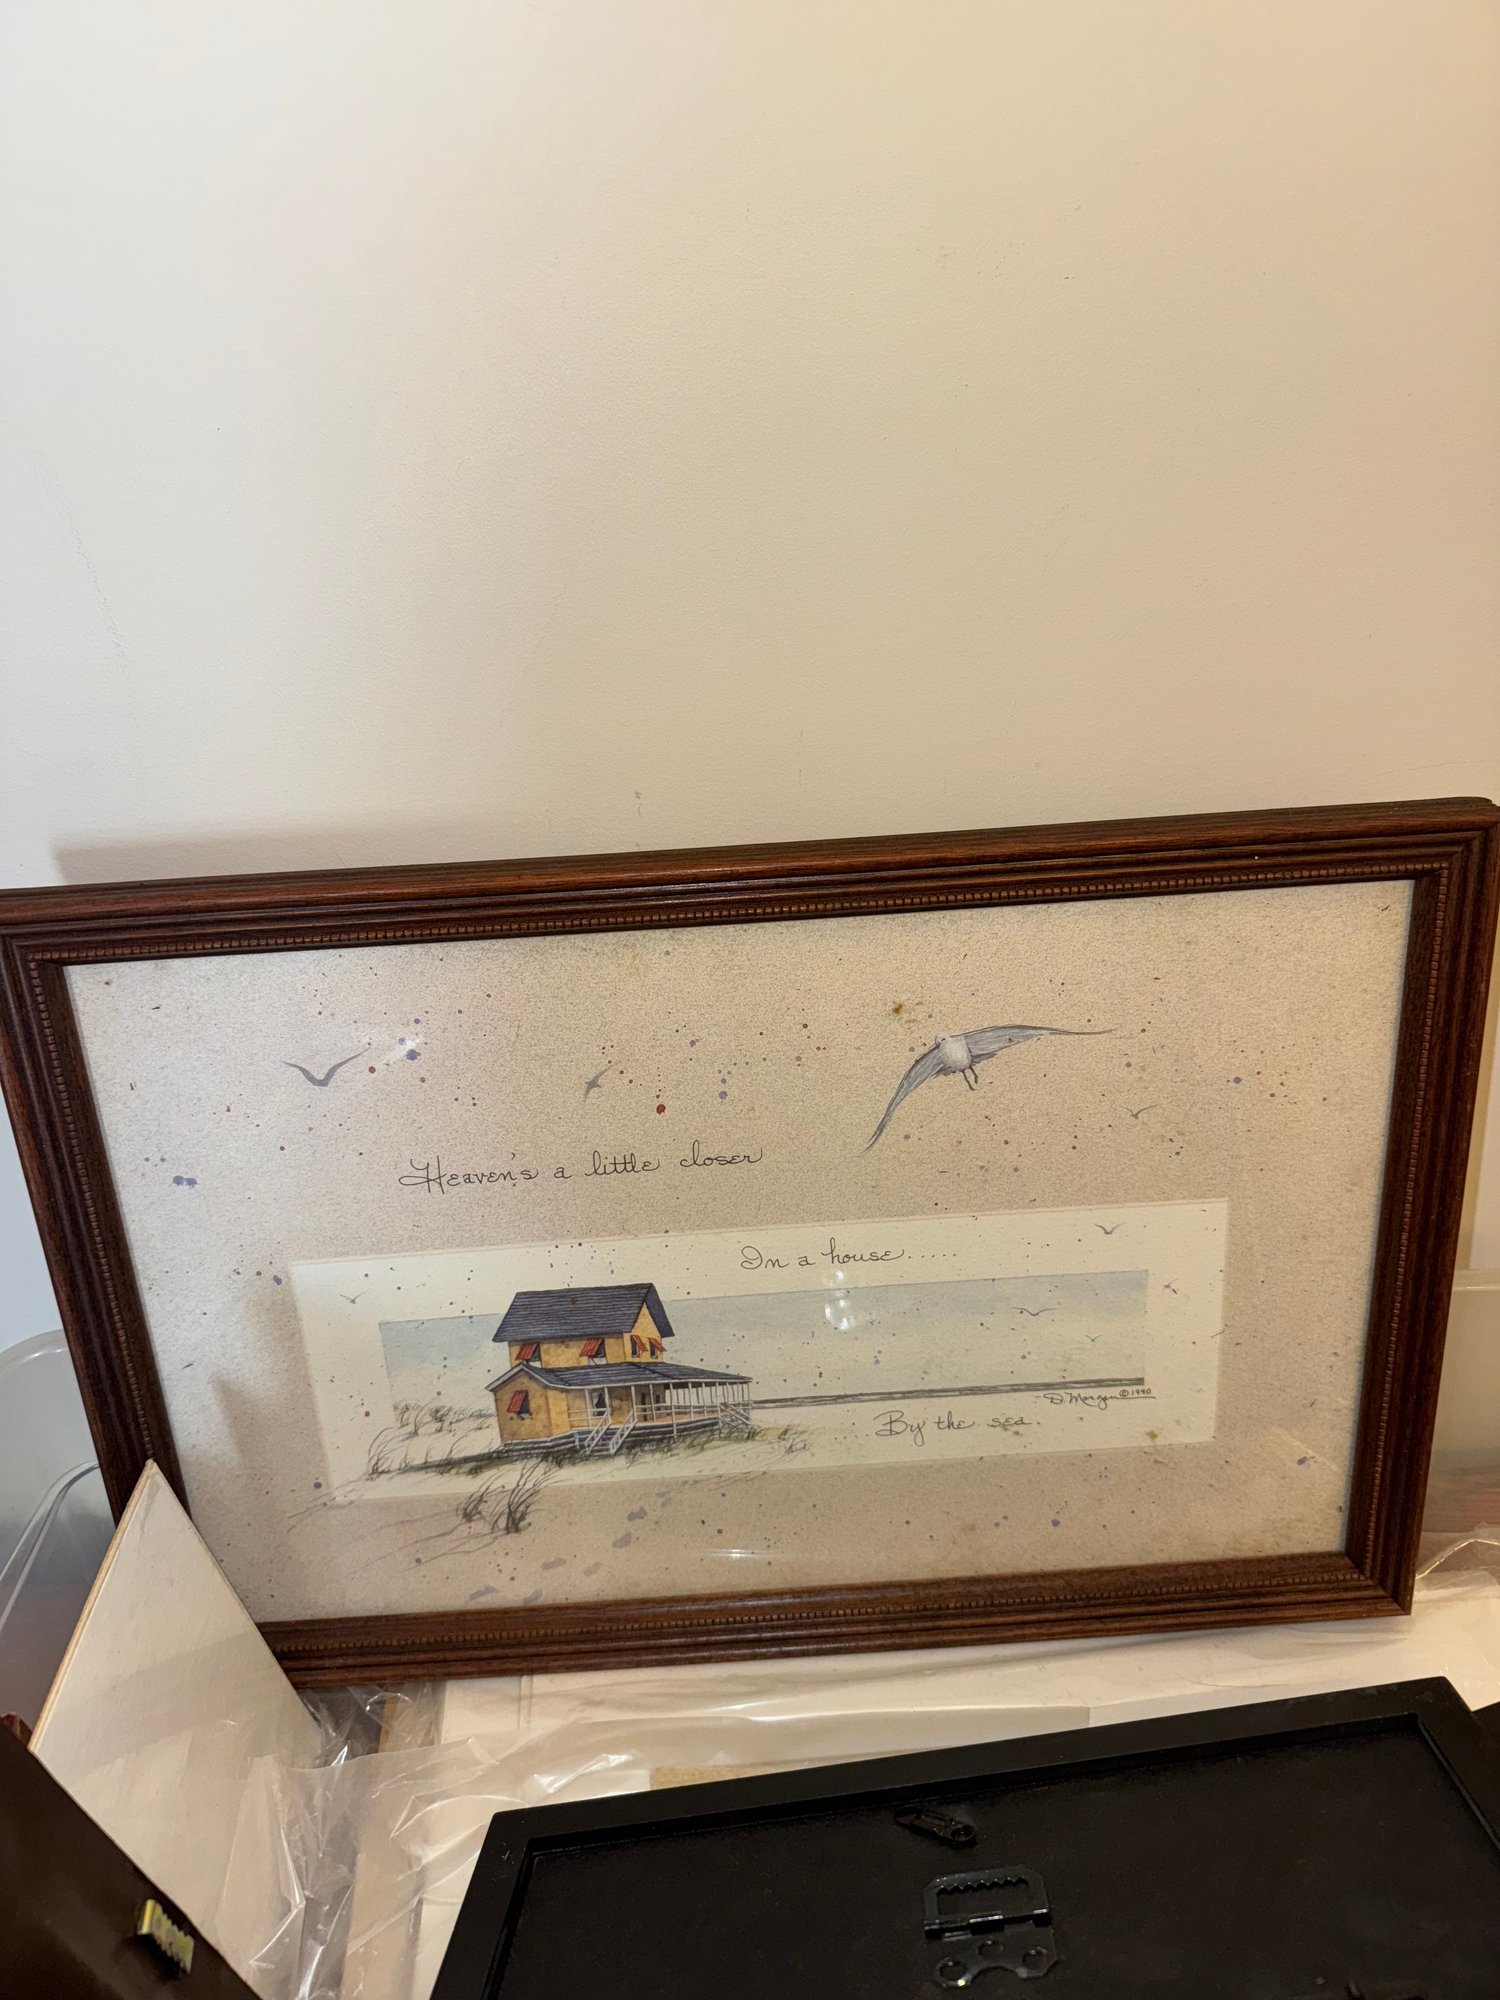 Heaven's a little closer
In a house.....
- D. Morgan © 1990
....By the sea.